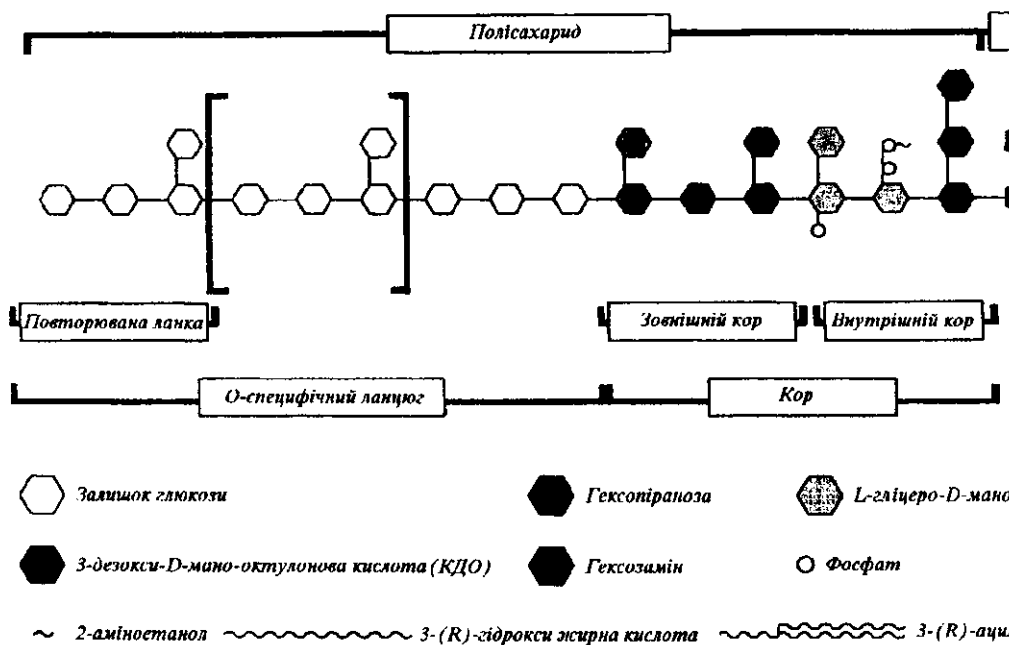 Полісахарид
Повторювана ланка
Зовнішній кор
Внутрішній кор
О-специфічний ланцюг
Кор
Залишок глюкози
Гексопіраноза
L-гліцеро-D-мано
3-дезокси-D-мано-октулонова кислота (КДО)
Гексозамін
Фосфат
2-аміноетанол
3-(R)-гідрокси жирна кислота
3-(R)-ацил